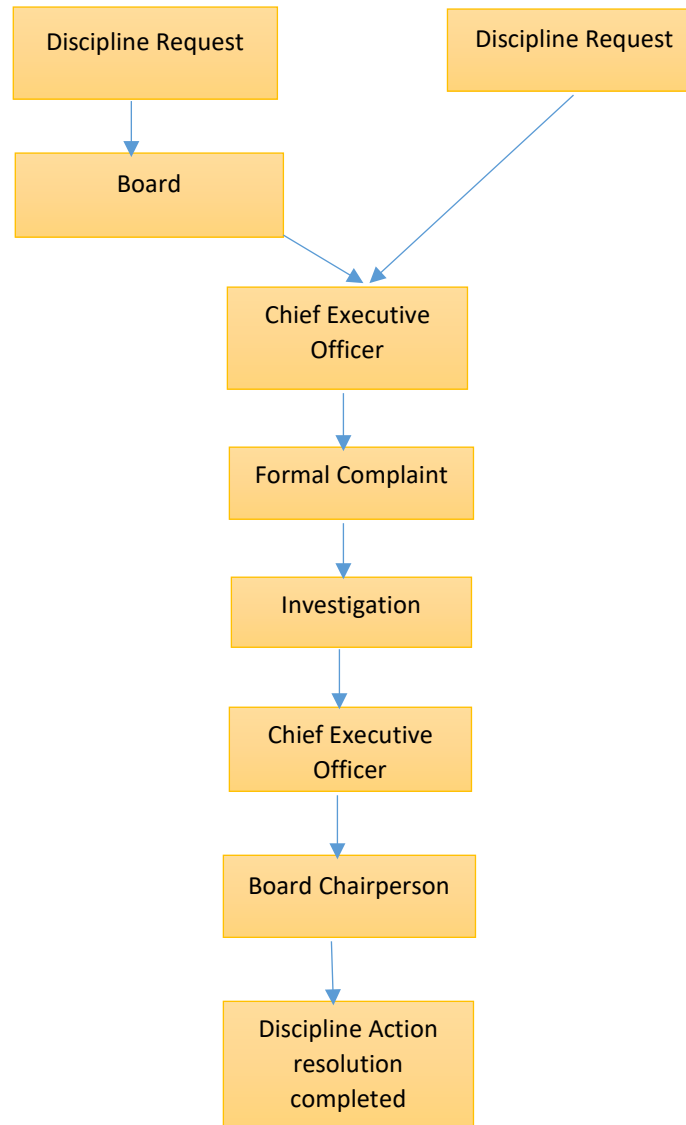 Discipline Request
Discipline Request
Board
Chief Executive
Officer
Formal Complaint
Investigation
Chief Executive
Officer
Board Chairperson
Discipline Action
resolution
completed